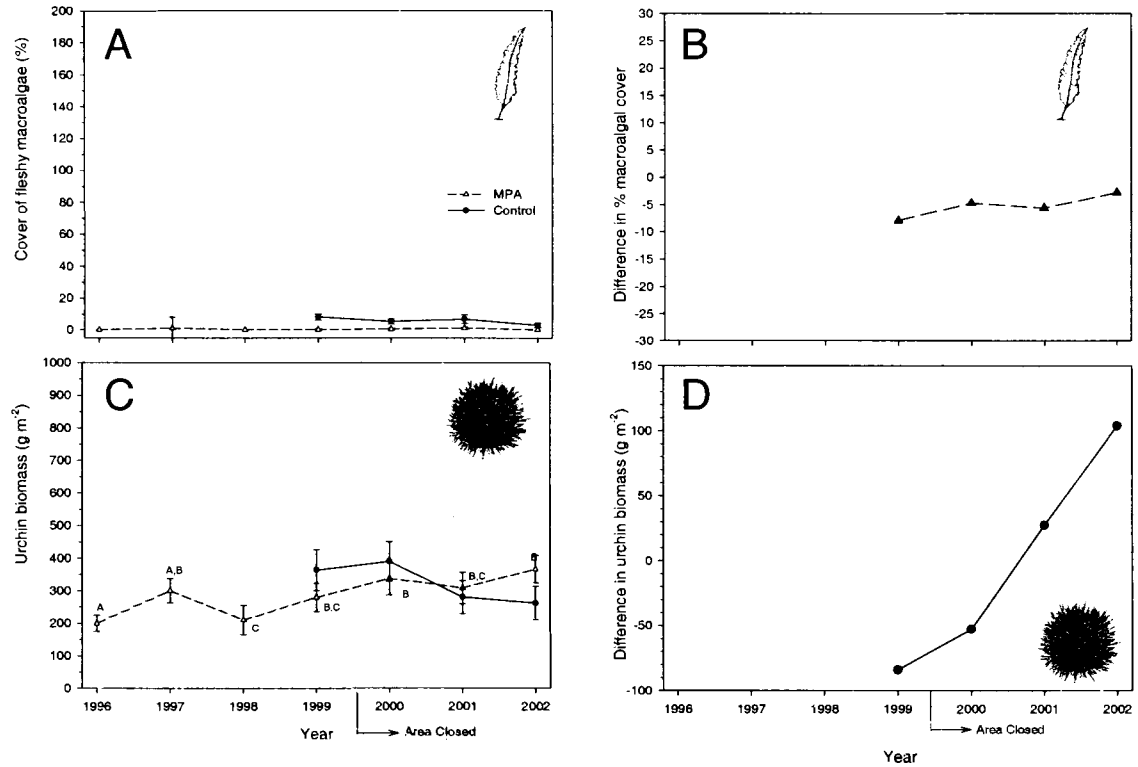 A
Cover of fleshy macroalgae (%)
200
180
160
140
120
100
80
60
40
20
0
MPA
Control
B
Difference in % macroalgal cover
30
25
20
15
10
5
0
-5
-10
-15
-20
-25
-30
C
Urchin biomass (g m-2)
1000
900
800
700
600
500
400
300
200
100
0
A
A,B
C
B,C
B
B,C
B
1996 1997 1998 1999 2000 2001 2002
Year
Area Closed
D
Difference in urchin biomass (g m-2)
150
100
50
0
-50
-100
1996 1997 1998 1999 2000 2001 2002
Area Closed
Year